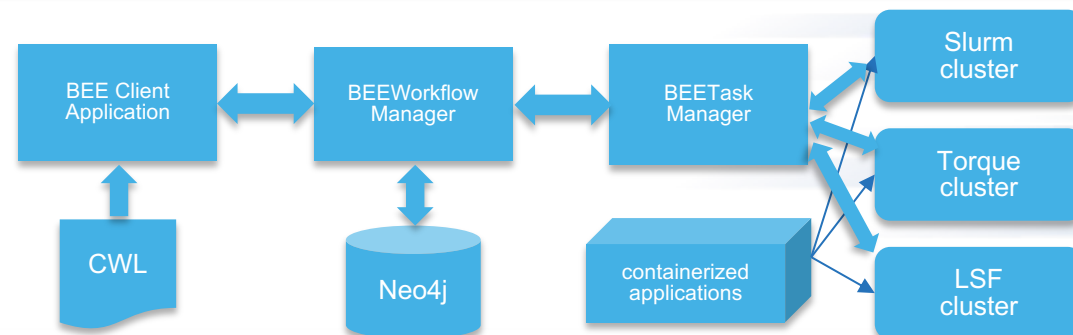 BEE Client
Application
BEEWorkflow
Manager
BEETask
Manager
Slurm
cluster
Torque
cluster
LSF
cluster
CWL
Neo4j
containerized
applications